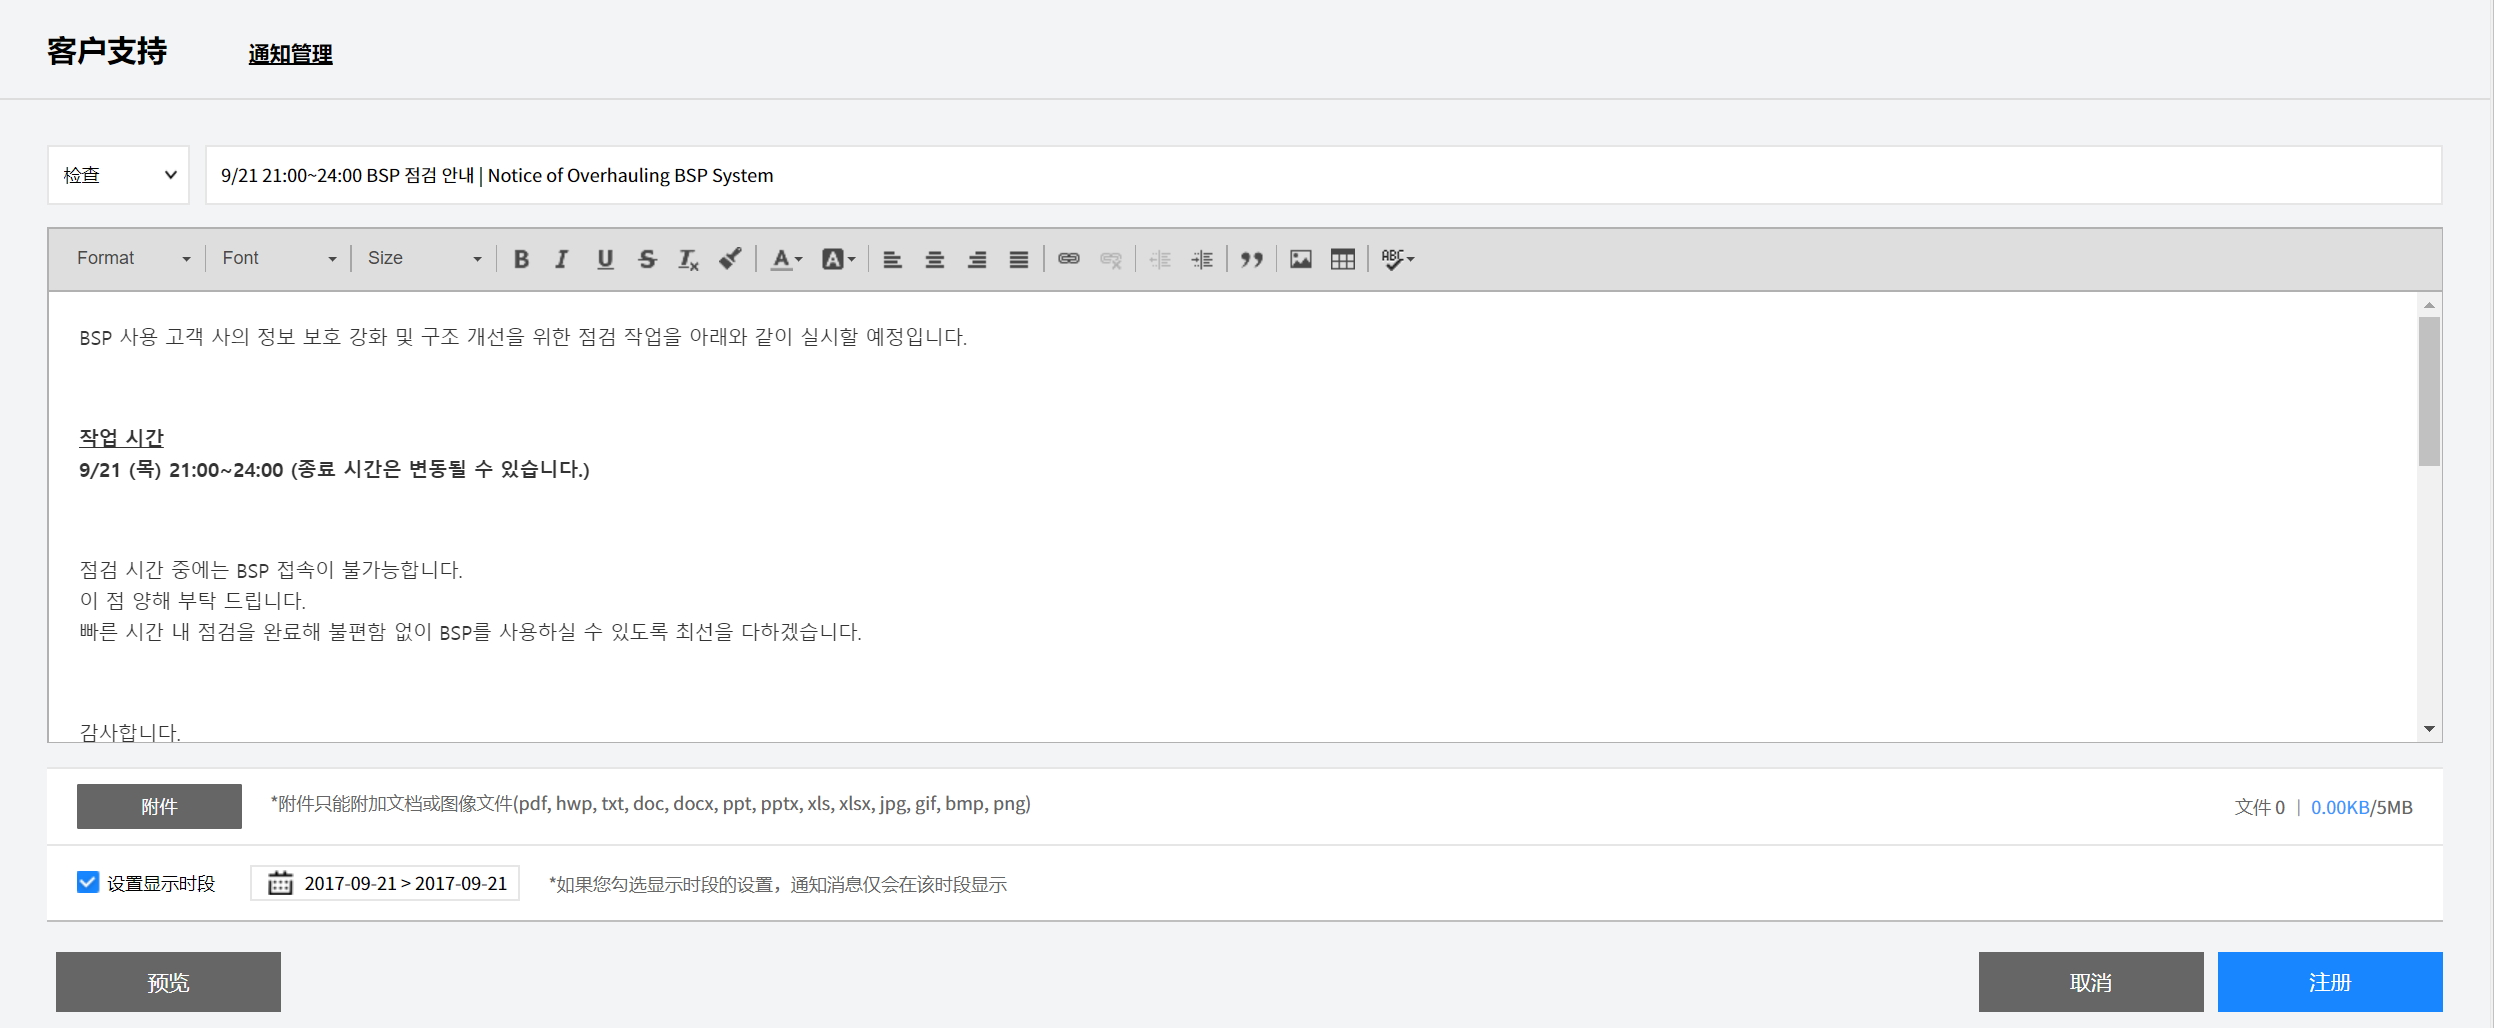 客户支持 通知管理
检查 9/21 21:00~24:00 BSP 점검 안내 | Notice of Overhauling BSP System
Format Font Size B I U S Tx A A ABC
BSP 사용 고객 사의 정보 보호 강화 및 구조 개선을 위한 점검 작업을 아래와 같이 실시할 예정입니다.
작업 시간
9/21 (목) 21:00~24:00 (종료 시간은 변동될 수 있습니다.)
점검 시간 중에는 BSP 접속이 불가능합니다.
이 점 양해 부탁 드립니다.
빠른 시간 내 점검을 완료해 불편함 없이 BSP를 사용하실 수 있도록 최선을 다하겠습니다.
감사합니다.
附件 *附件只能附加文档或图像文件(pdf, hwp, txt, doc, docx, ppt, pptx, xls, xlsx, jpg, gif, bmp, png) 文件 0 | 0.00KB/5MB
设置显示时段 2017-09-21 > 2017-09-21 *如果您勾选显示时段的设置，通知消息仅会在该时段显示
预览 取消 注册